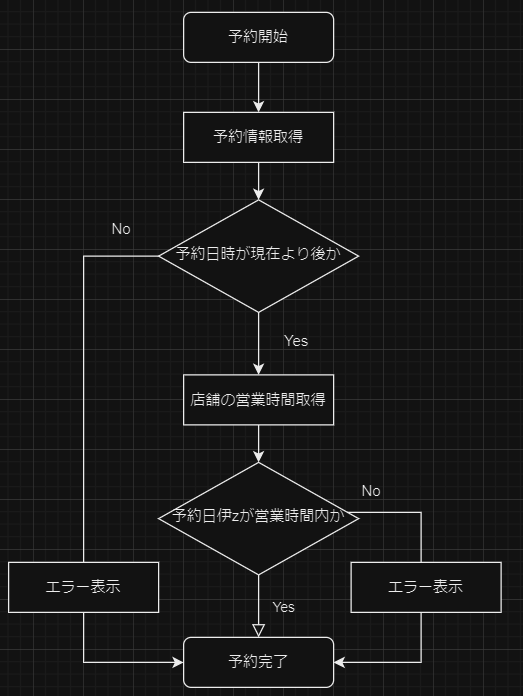 予約開始
予約情報取得
予約日時が現在より後か
No
Yes
店舗の営業時間取得
予約日伊zが営業時間内か
No
エラー表示
エラー表示
Yes
予約完了